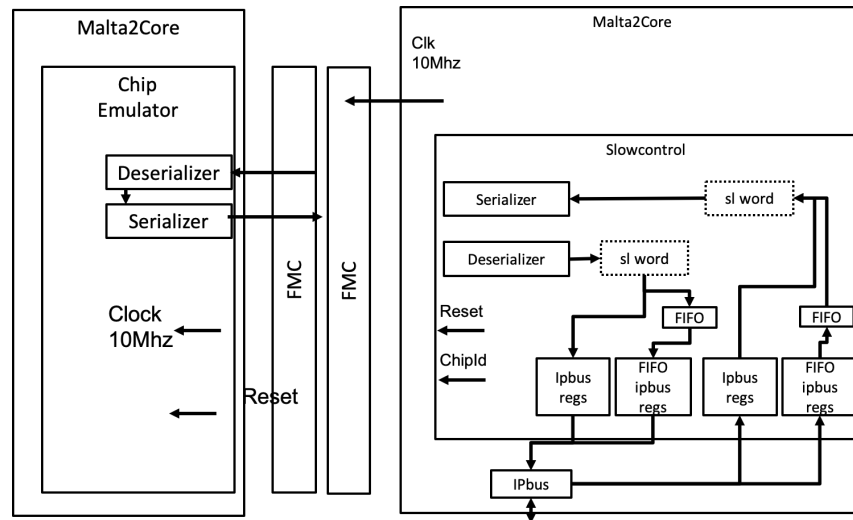 Malta2Core
Chip
Emulator
Deserializer
Serializer
Clock
10Mhz
Reset
FMC
FMC
Malta2Core
Clk
10Mhz
Slowcontrol
Serializer
sl word
Deserializer
sl word
Reset
ChipId
FIFO
FIFO
Ipbus
regs
FIFO
ipbus
regs
Ipbus
regs
FIFO
ipbus
regs
IPbus